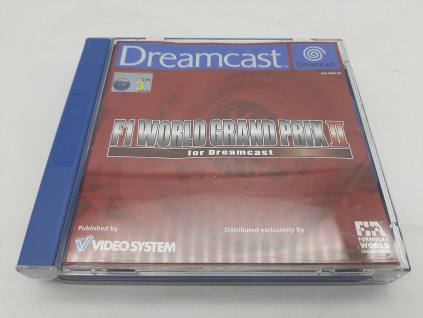 Dreamcast
Dreamcast
F1 WORLD GRAND PRIX II
for Dreamcast
Published by
VIDEO SYSTEM
Distributed exclusively by
FIA
FORMULA 1
WORLD